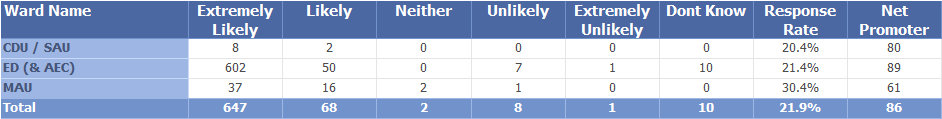 Ward Name Extremely Likely Likely Neither Unlikely Extremely Unlikely Dont Know Response Rate Net Promoter
CDU / SAU 8 2 0 0 0 0 20.4% 80
ED (& AEC) 602 50 0 7 1 10 21.4% 89
MAU 37 16 2 1 0 0 30.4% 61
Total 647 68 2 8 1 10 21.9% 86